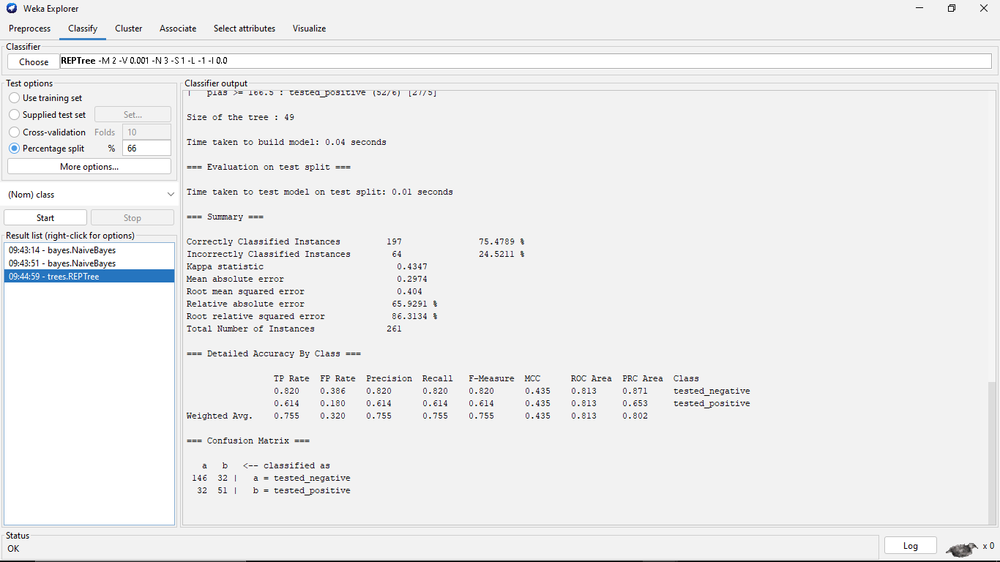 Weka Explorer
Preprocess Classify Cluster Associate Select attributes Visualize
Classifier
Choose REPTree -M 2 -V 0.001 -N 3 -S 1 -L -1 -I 0.0
Test options
Use training set
Supplied test set Set...
Cross-validation Folds 10
Percentage split % 66
More options...
(Nom) class
Start Stop
Result list (right-click for options)
09:43:14 - bayes.NaiveBayes
09:43:51 - bayes.NaiveBayes
09:44:59 - trees.REPTree
Classifier output
| plas >= 166.5 : tested_positive (52/6) [27/5]
Size of the tree : 49
Time taken to build model: 0.04 seconds
=== Evaluation on test split ===
Time taken to test model on test split: 0.01 seconds
=== Summary ===
Correctly Classified Instances 197 75.4789 %
Incorrectly Classified Instances 64 24.5211 %
Kappa statistic 0.4347
Mean absolute error 0.2974
Root mean squared error 0.404
Relative absolute error 65.9291 %
Root relative squared error 86.3134 %
Total Number of Instances 261
=== Detailed Accuracy By Class ===
TP Rate FP Rate Precision Recall F-Measure MCC ROC Area PRC Area Class
0.820 0.386 0.820 0.820 0.820 0.435 0.813 0.871 tested_negative
0.614 0.180 0.614 0.614 0.614 0.435 0.813 0.653 tested_positive
Weighted Avg. 0.755 0.320 0.755 0.755 0.755 0.435 0.813 0.802
=== Confusion Matrix ===
a b <-- classified as
146 32 | a = tested_negative
32 51 | b = tested_positive
Status
OK
Log x 0